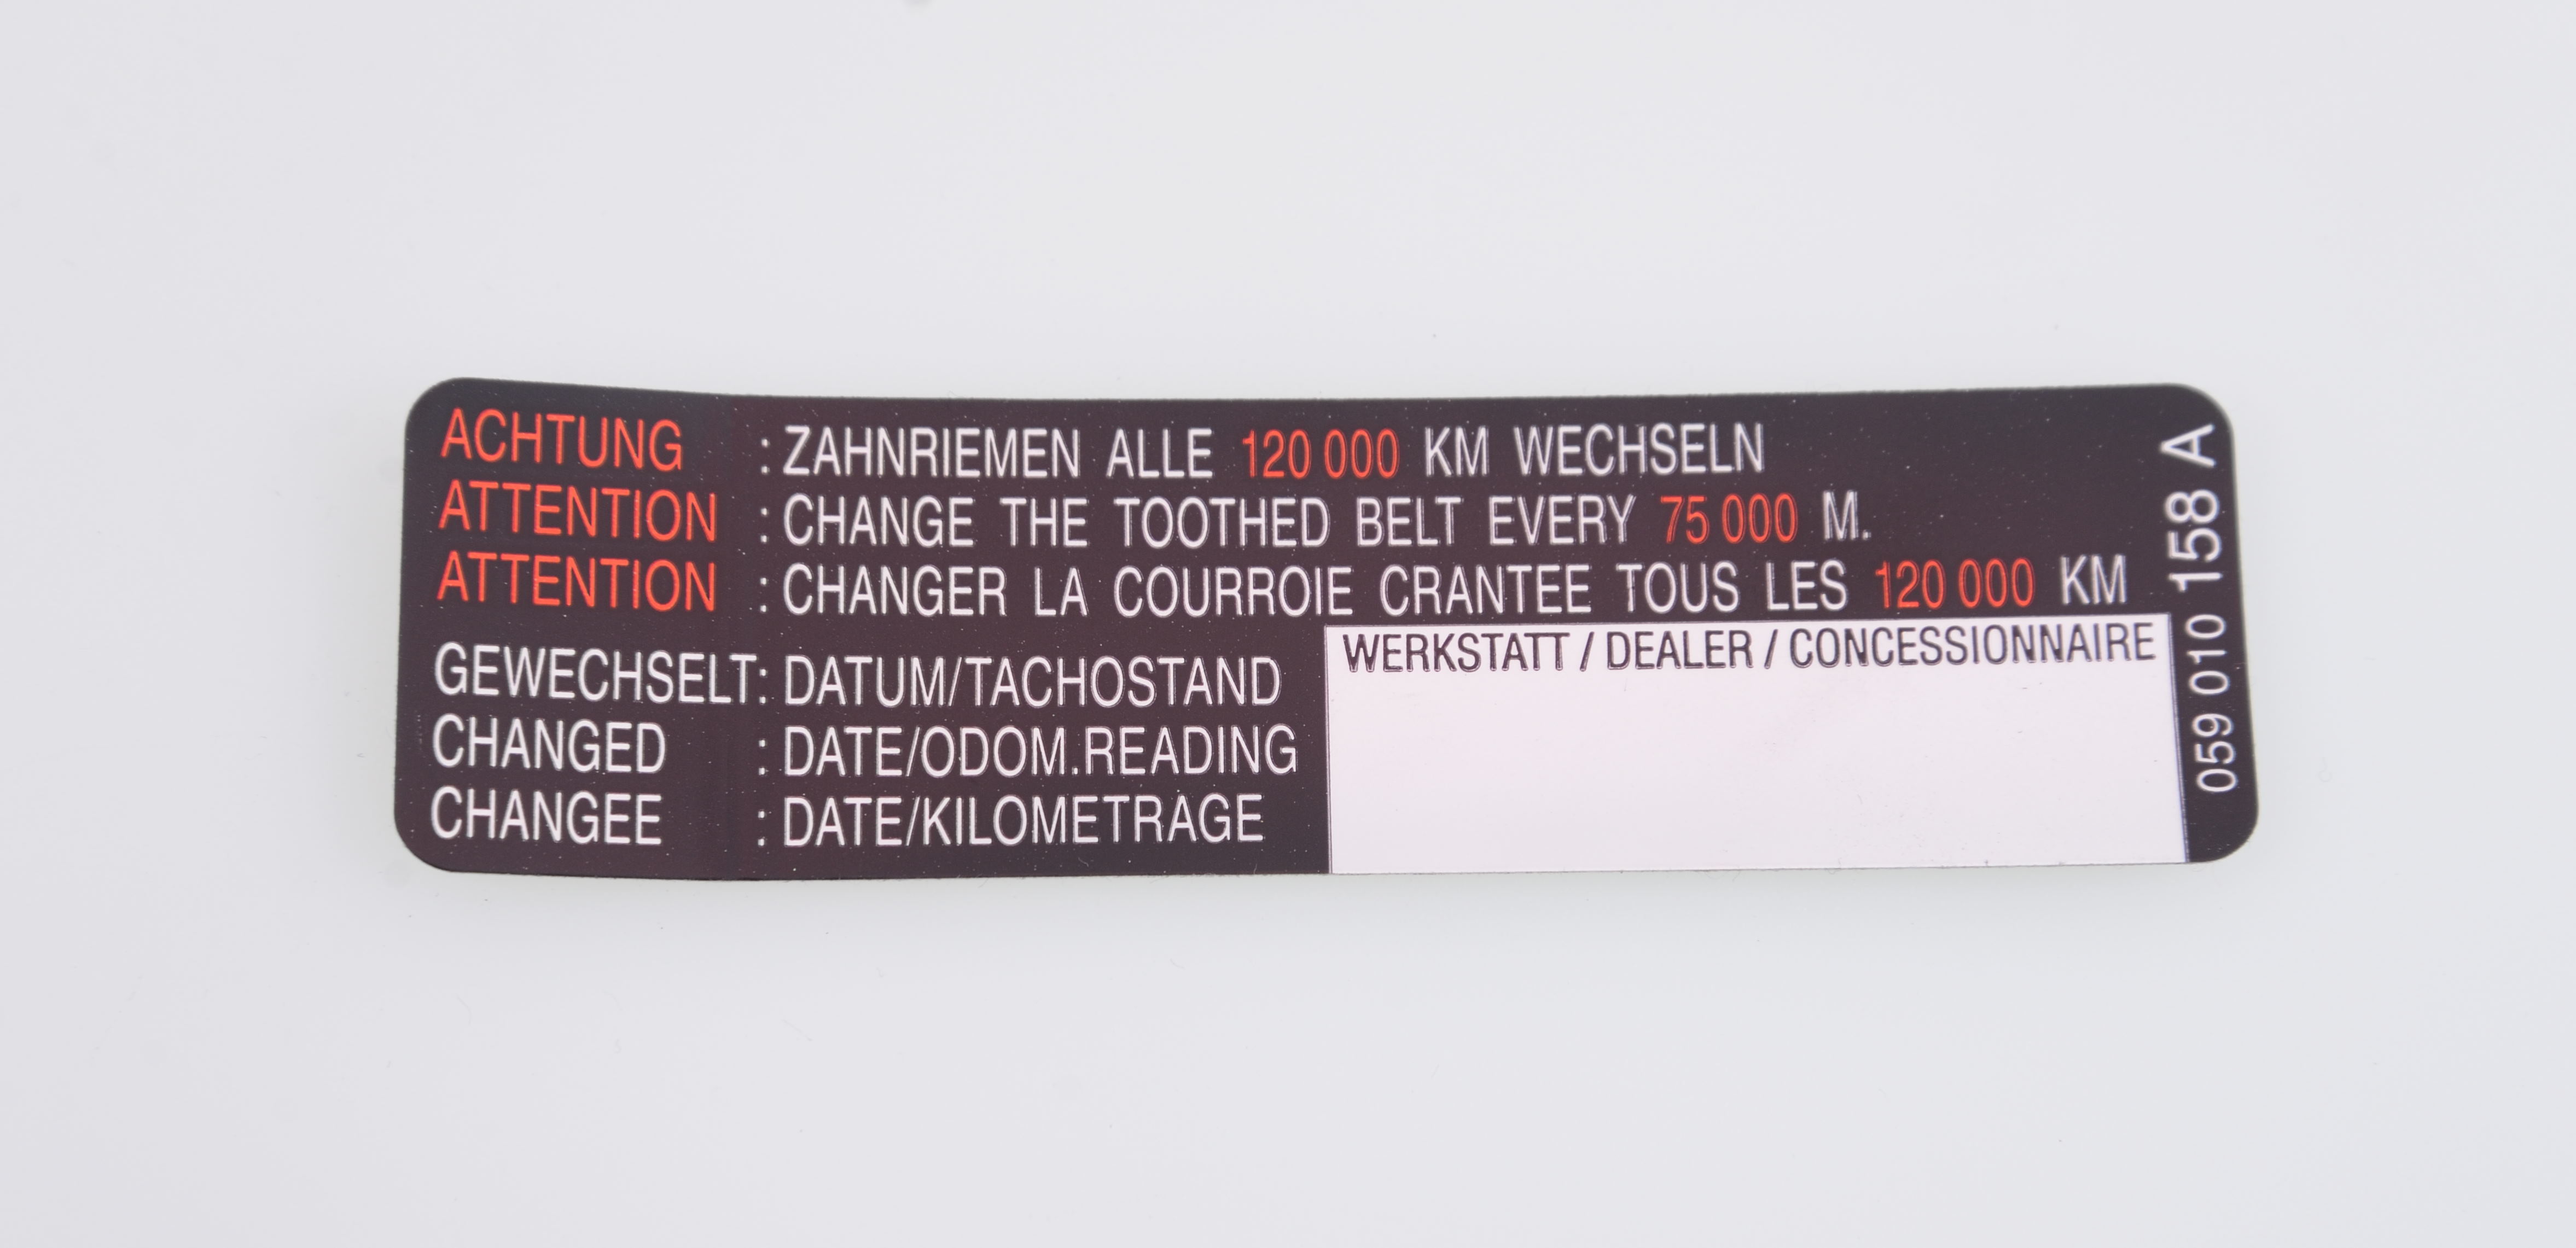 ACHTUNG : ZAHNRIEMEN ALLE 120 000 KM WECHSELN
ATTENTION : CHANGE THE TOOTHED BELT EVERY 75 000 M.
ATTENTION : CHANGER LA COURROIE CRANTEE TOUS LES 120 000 KM
GEWECHSELT: DATUM/TACHOSTAND
CHANGED : DATE/ODOM.READING
CHANGEE : DATE/KILOMETRAGE
WERKSTATT / DEALER / CONCESSIONNAIRE
059 010 158 A